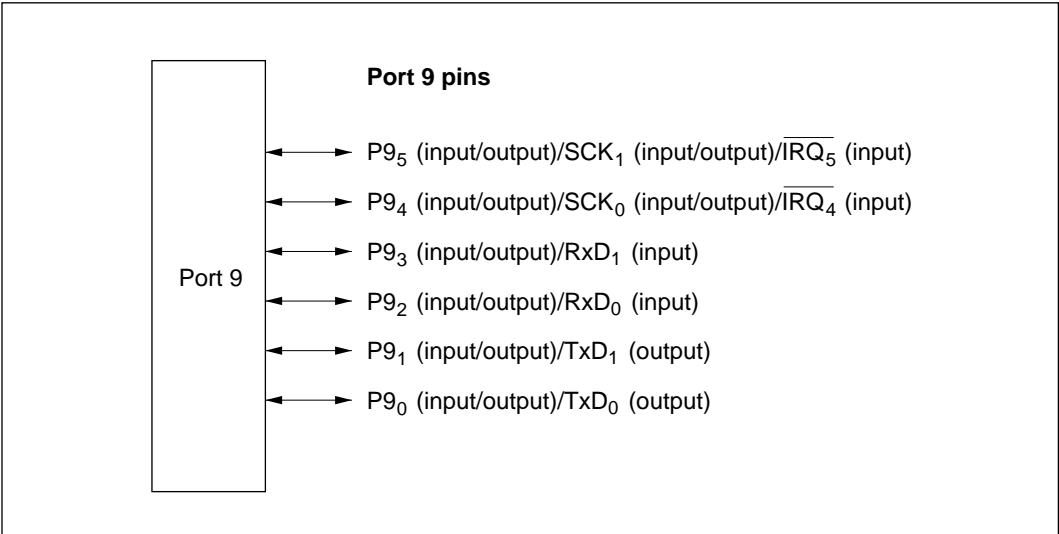 Port 9 pins
P9₅ (input/output)/SCK₁ (input/output)/I̅R̅Q̅₅̅ (input)
P9₄ (input/output)/SCK₀ (input/output)/I̅R̅Q̅₄̅ (input)
P9₃ (input/output)/RxD₁ (input)
Port 9
P9₂ (input/output)/RxD₀ (input)
P9₁ (input/output)/TxD₁ (output)
P9₀ (input/output)/TxD₀ (output)